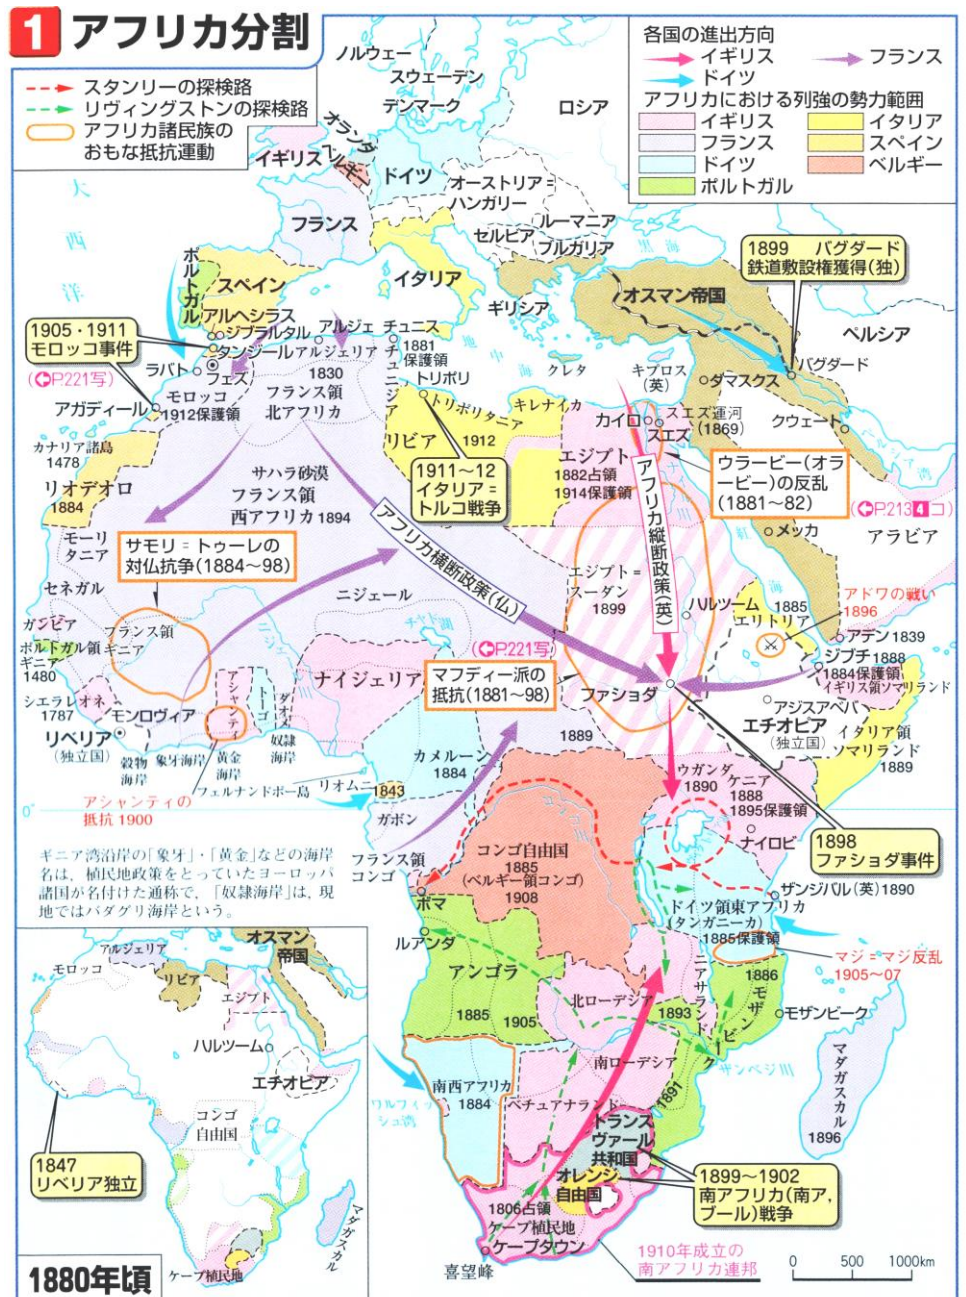 1 アフリカ分割
スタンリーの探検路
リヴィングストンの探検路
アフリカ諸民族の
おもな抵抗運動
各国の進出方向
イギリス
フランス
ドイツ
アフリカにおける列強の勢力範囲
イギリス
イタリア
フランス
スペイン
ドイツ
ベルギー
ポルトガル
ノルウェー
スウェーデン
デンマーク
ロシア
オランダ
イギリス
ベルギー
ドイツ
オーストリア=
ハンガリー
フランス
ルーマニア
セルビア
ブルガリア
黒海
大西洋
ポルトガル
スペイン
イタリア
ギリシア
オスマン帝国
1899 バグダード
鉄道敷設権獲得(独)
ペルシア
1905・1911
モロッコ事件
(P.221写)
アルヘシラス
ジブラルタル
タンジール
アルジェ
チュニス
1881
保護領
チュニジア
アルジェリア
1830
ラバト
フェズ
モロッコ
1912保護領
フランス領
北アフリカ
アガディール
トリポリ
トリポリタニア
キレナイカ
地中海
クレタ
キプロス
(英)
ダマスクス
バグダード
クウェート
ペルシア湾
カイロ
スエズ
スエズ運河
(1869)
カナリア諸島
1478
リオデオロ
1884
サハラ砂漠
フランス領
西アフリカ 1894
リビア
1912
1911〜12
イタリア=
トルコ戦争
エジプト
1882占領
1914保護領
ナイル川
アフリカ縦断政策(英)
ウラービー(オラ
ービー)の反乱
(1881〜82)
(P.213 4 コ)
メッカ
アラビア
紅海
モーリ
タニア
サモリ=トゥーレの
対仏抗争(1884〜98)
アフリカ横断政策(仏)
セネガル
ニジェール
チャド湖
エジプト=
スーダン
1899
ハルツーム
1885
エリトリア
アドワの戦い
1896
アデン 1839
ガンビア
ポルトガル領
ギニア
1480
フランス領
ギニア
ニジェール川
ナイジェリア
(P.221写)
マフディー派の
抵抗(1881〜98)
ファショダ
ジブチ 1888
1884保護領
イギリス領ソマリランド
シエラレオネ
1787
モンロヴィア
リベリア
(独立国)
アシャンティ
トーゴ
ダホメ
穀物
海岸
象牙海岸
黄金
海岸
奴隷
海岸
アジスアベバ
エチオピア
(独立国)
イタリア領
ソマリランド
1889
1889
カメルーン
1884
フェルナンドポー島
リオムニ
1843
アシャンティの
抵抗 1900
0°
ガボン
フランス領
コンゴ
ウガンダ
1890
ケニア
1888
1895保護領
ナイロビ
1898
ファショダ事件
コンゴ川
コンゴ自由国
1885
(ベルギー領コンゴ)
1908
ボマ
ルアンダ
ザンジバル(英)1890
ドイツ領東アフリカ
(タンガニーカ)
1885保護領
マジ=マジ反乱
1905〜07
ギニア湾沿岸の「象牙」・「黄金」などの海岸
名は、植民地政策をとっていたヨーロッパ
諸国が名付けた通称で、「奴隷海岸」は、現
地ではバダグリ海岸という。
アンゴラ
1885
1905
北ローデシア
ニアサランド
1893
1886
モザンビーク
モザンビーク
1891
ザンベジ川
マダガスカル
1896
南西アフリカ
1884
ワルフィッ
シュ湾
南ローデシア
ベチュアナランド
トランス
ヴァール
共和国
オレンジ
自由国
1899〜1902
南アフリカ(南ア,
ブール)戦争
1806占領
ケープ植民地
ケープタウン
喜望峰
1910年成立の
南アフリカ連邦
0 500 1000km
オスマン
帝国
アルジェリア
モロッコ
リビア
エジプト
ハルツーム
エチオピア
コンゴ
自由国
1847
リベリア独立
マダガスカル
ケープ植民地
1880年頃